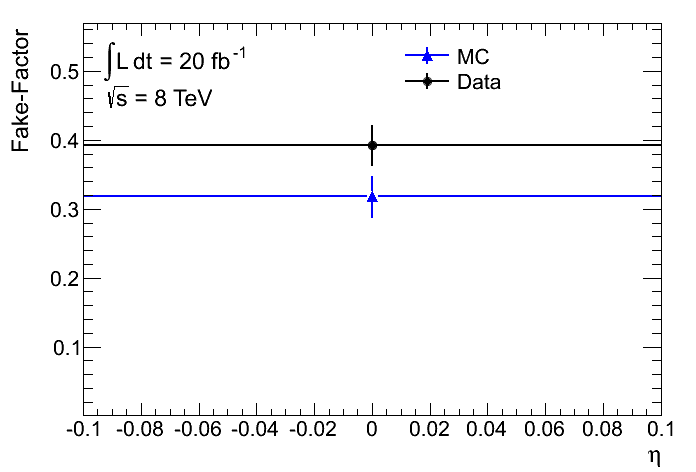 Fake-Factor
∫L dt = 20 fb⁻¹
√s = 8 TeV
MC
Data
0.5
0.4
0.3
0.2
0.1
-0.1 -0.08 -0.06 -0.04 -0.02 0 0.02 0.04 0.06 0.08 0.1
η